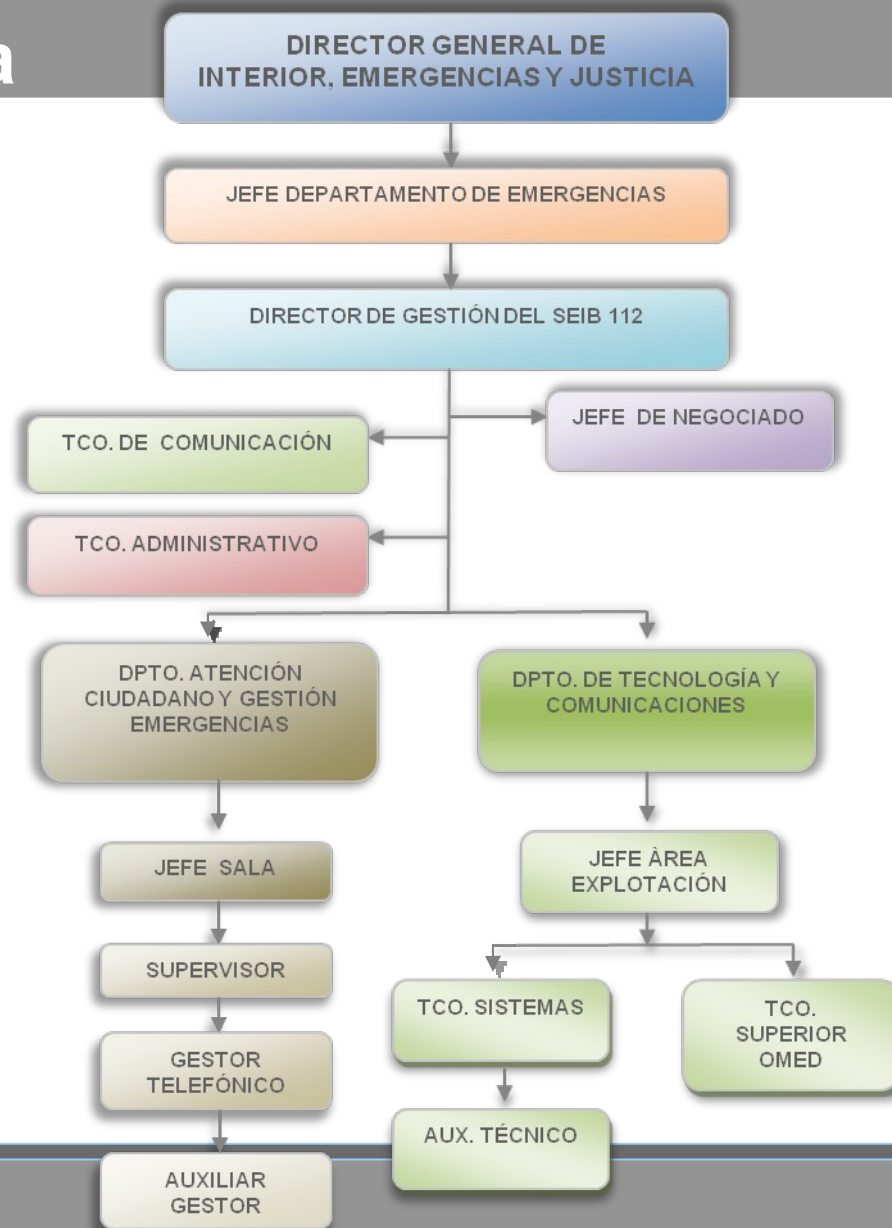 a
DIRECTOR GENERAL DE
INTERIOR, EMERGENCIAS Y JUSTICIA
JEFE DEPARTAMENTO DE EMERGENCIAS
DIRECTOR DE GESTIÓN DEL SEIB 112
JEFE DE NEGOCIADO
TCO. DE COMUNICACIÓN
TCO. ADMINISTRATIVO
DPTO. ATENCIÓN
CIUDADANO Y GESTIÓN
EMERGENCIAS
DPTO. DE TECNOLOGÍA Y
COMUNICACIONES
JEFE SALA
SUPERVISOR
GESTOR
TELEFÓNICO
AUXILIAR
GESTOR
JEFE ÀREA
EXPLOTACIÓN
TCO. SISTEMAS
AUX. TÉCNICO
TCO.
SUPERIOR
OMED